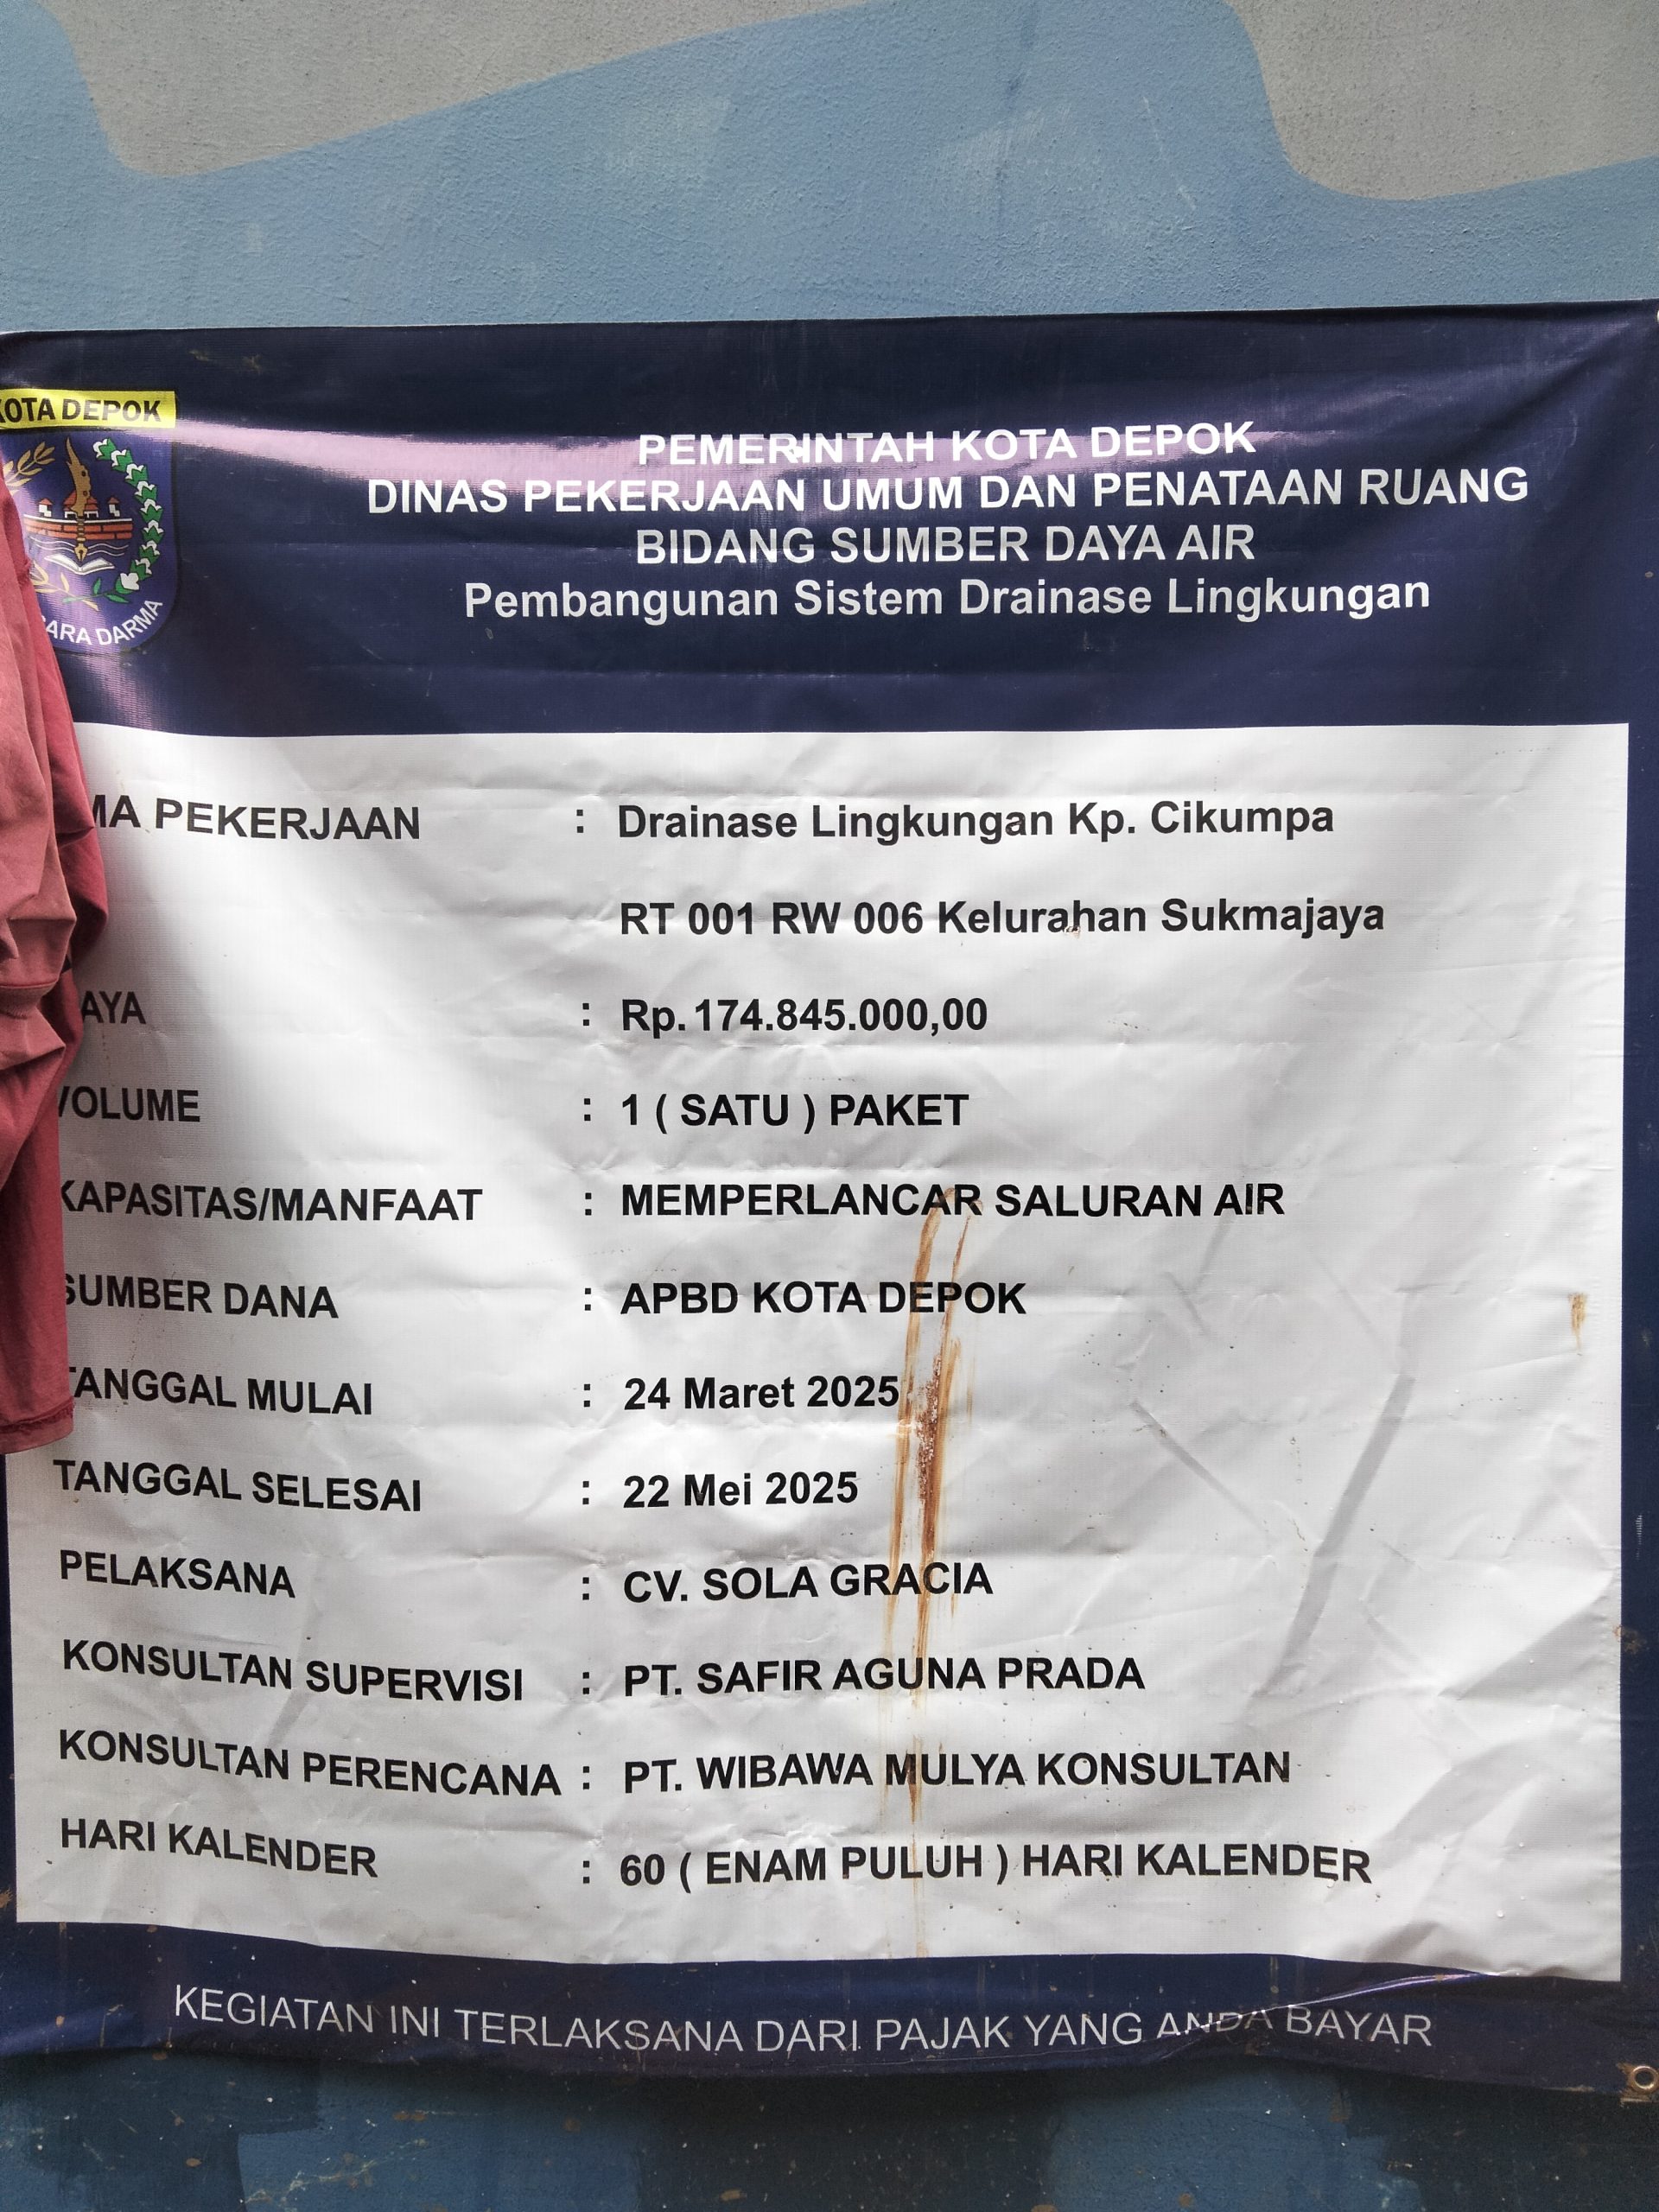 KOTA DEPOK
DARMA
PEMERINTAH KOTA DEPOK
DINAS PEKERJAAN UMUM DAN PENATAAN RUANG
BIDANG SUMBER DAYA AIR
Pembangunan Sistem Drainase Lingkungan
PEKERJAAN : Drainase Lingkungan Kp. Cikumpa
RT 001 RW 006 Kelurahan Sukmajaya
: Rp. 174.845.000,00
VOLUME : 1 ( SATU ) PAKET
KAPASITAS/MANFAAT : MEMPERLANCAR SALURAN AIR
SUMBER DANA : APBD KOTA DEPOK
TANGGAL MULAI : 24 Maret 2025
TANGGAL SELESAI : 22 Mei 2025
PELAKSANA : CV. SOLA GRACIA
KONSULTAN SUPERVISI : PT. SAFIR AGUNA PRADA
KONSULTAN PERENCANA : PT. WIBAWA MULYA KONSULTAN
HARI KALENDER : 60 ( ENAM PULUH ) HARI KALENDER
KEGIATAN INI TERLAKSANA DARI PAJAK YANG ANDA BAYAR